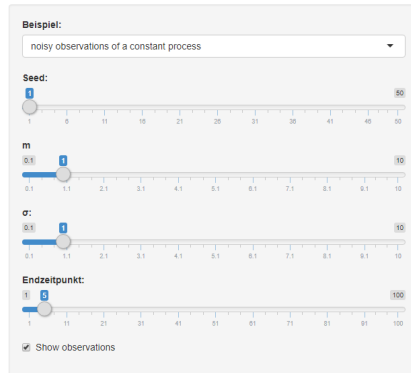 Beispiel:
noisy observations of a constant process
Seed:
1 50
1 6 11 16 21 26 31 36 41 46 50
m
0.1 1 10
0.1 1.1 2.1 3.1 4.1 5.1 6.1 7.1 8.1 9.1 10
σ:
0.1 1 10
0.1 1.1 2.1 3.1 4.1 5.1 6.1 7.1 8.1 9.1 10
Endzeitpunkt:
1 5 100
1 11 21 31 41 51 61 71 81 91 100
Show observations